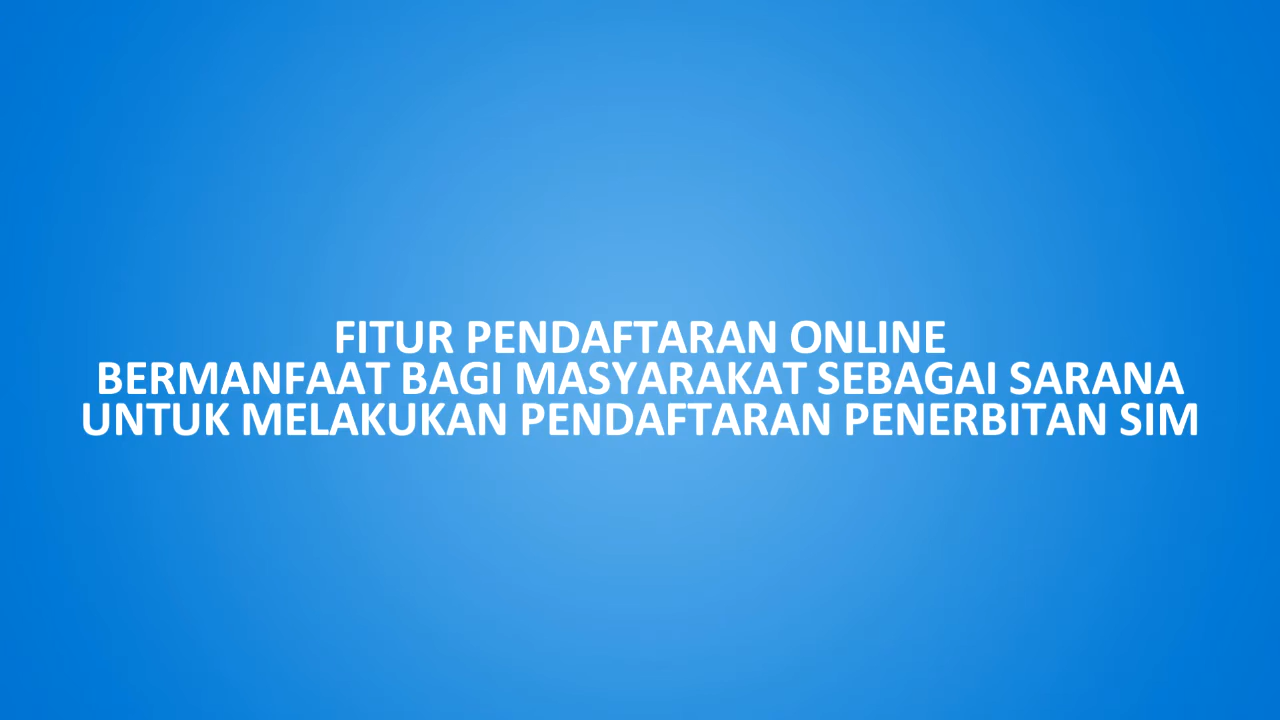 FITUR PENDAFTARAN ONLINE
BERMANFAAT BAGI MASYARAKAT SEBAGAI SARANA
UNTUK MELAKUKAN PENDAFTARAN PENERBITAN SIM